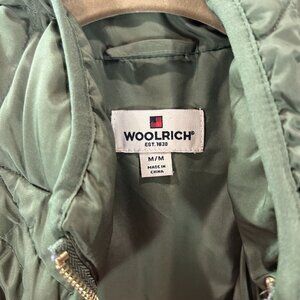 WOOLRICH®
EST. 1830
M/M
MADE IN
CHINA